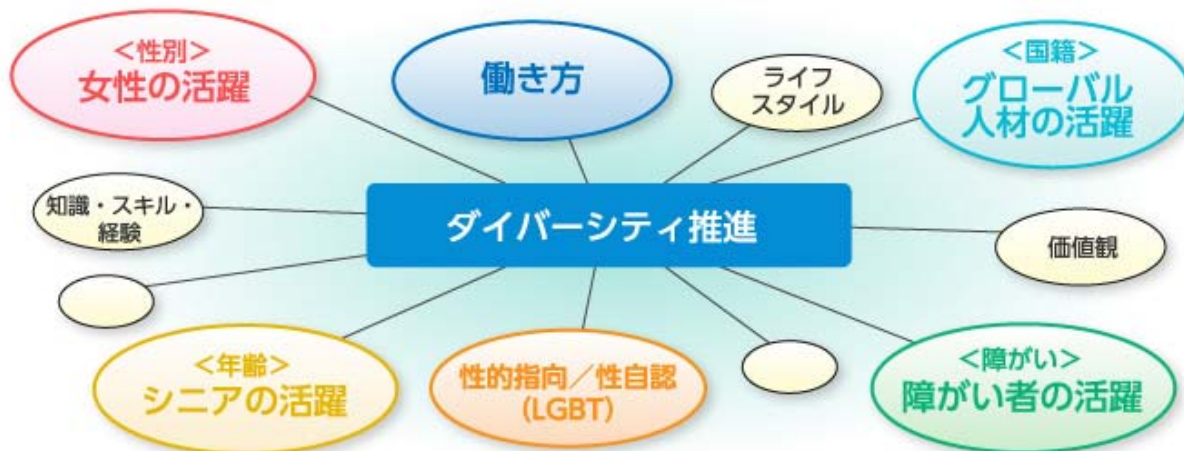 <性別>
女性の活躍
働き方
ライフ
スタイル
<国籍>
グローバル
人材の活躍
知識・スキル・
経験
ダイバーシティ推進
価値観
<年齢>
シニアの活躍
性的指向／性自認
(LGBT)
<障がい>
障がい者の活躍